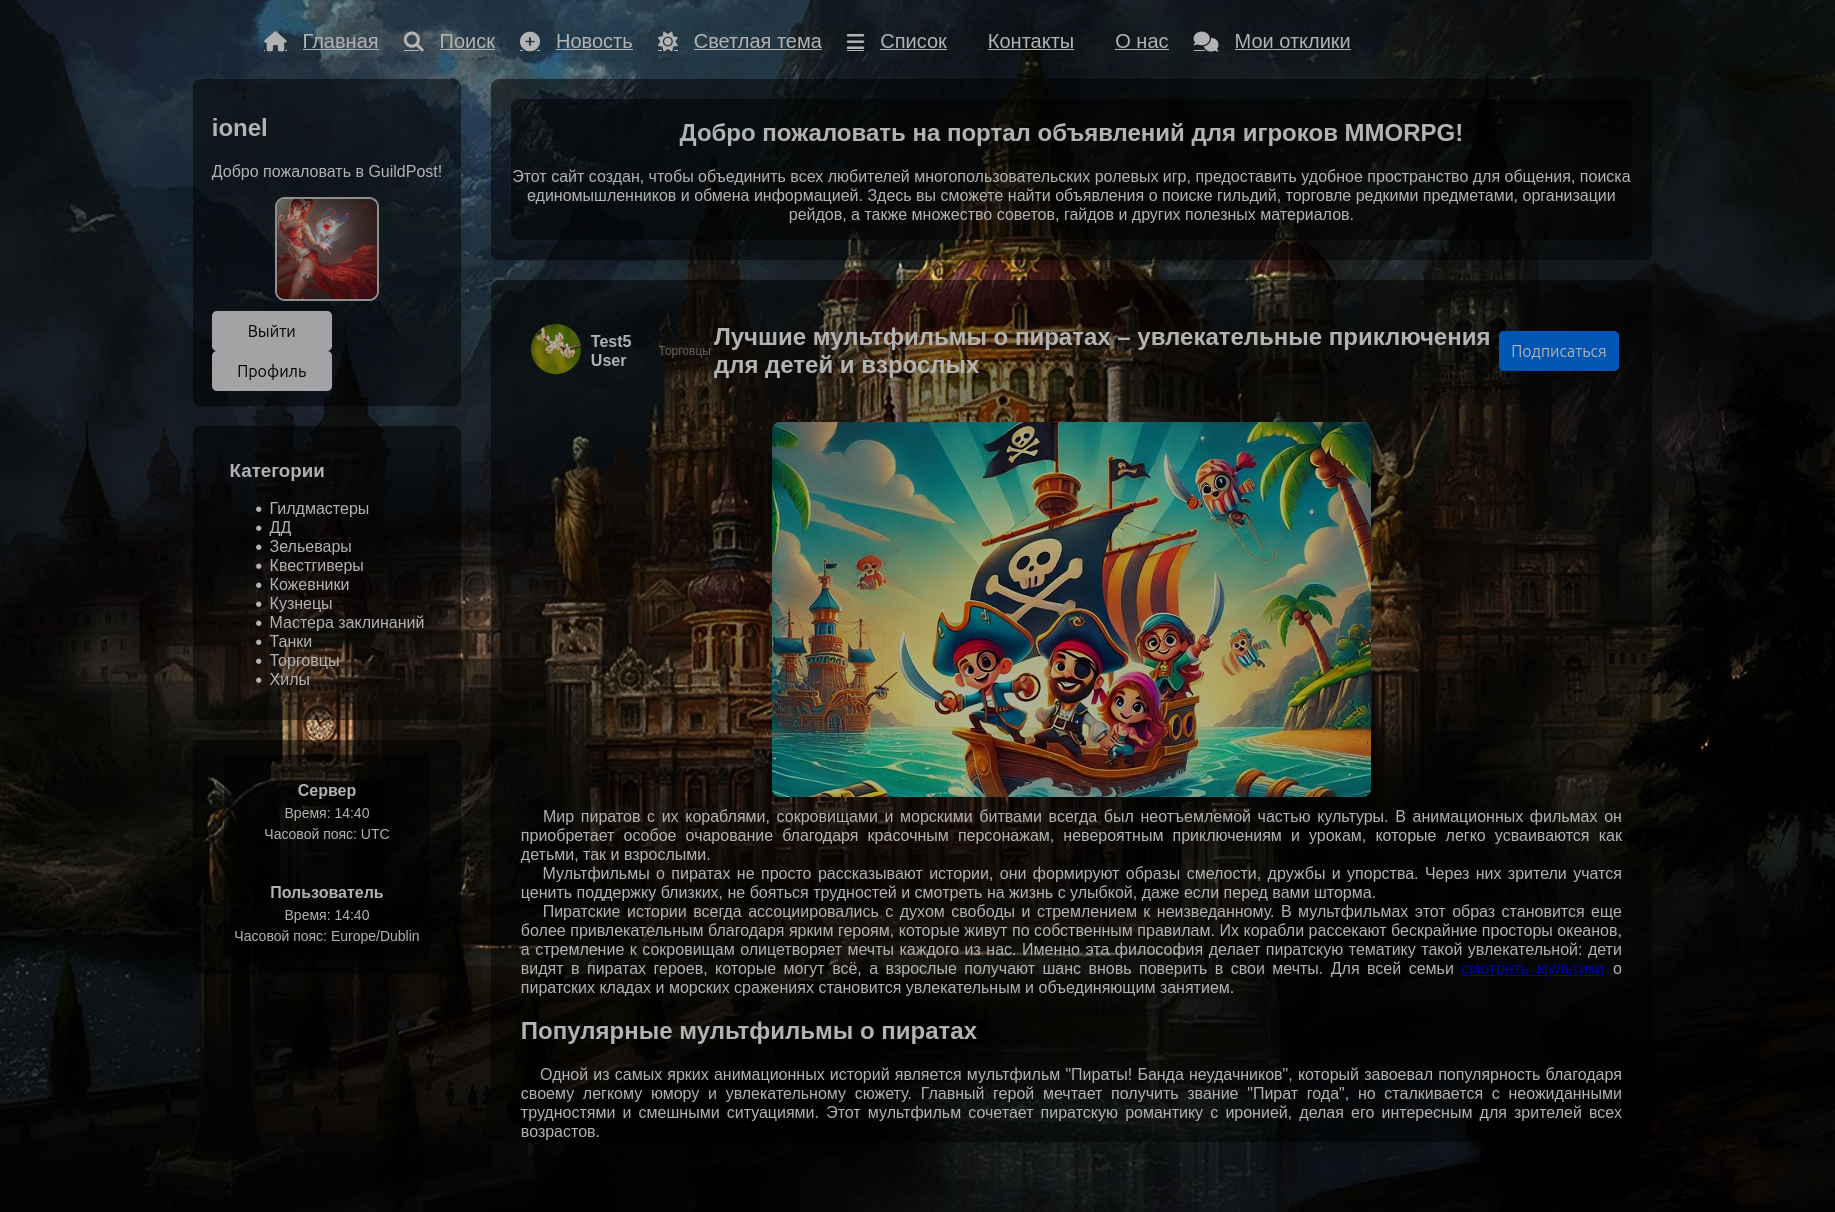 Главная Поиск Новость Светлая тема Список Контакты О нас Мои отклики
ionel
Добро пожаловать в GuildPost!
Выйти
Профиль
Категории
Гилдмастеры
ДД
Зельевары
Квестгиверы
Кожевники
Кузнецы
Мастера заклинаний
Танки
Торговцы
Хилы
Сервер
Время: 14:40
Часовой пояс: UTC
Пользователь
Время: 14:40
Часовой пояс: Europe/Dublin
Добро пожаловать на портал объявлений для игроков MMORPG!
Этот сайт создан, чтобы объединить всех любителей многопользовательских ролевых игр, предоставить удобное пространство для общения, поиска
единомышленников и обмена информацией. Здесь вы сможете найти объявления о поиске гильдий, торговле редкими предметами, организации
рейдов, а также множество советов, гайдов и других полезных материалов.
Test5
User
Торговцы
Лучшие мультфильмы о пиратах – увлекательные приключения
для детей и взрослых
Подписаться
Мир пиратов с их кораблями, сокровищами и морскими битвами всегда был неотъемлемой частью культуры. В анимационных фильмах он
приобретает особое очарование благодаря красочным персонажам, невероятным приключениям и урокам, которые легко усваиваются как
детьми, так и взрослыми.
Мультфильмы о пиратах не просто рассказывают истории, они формируют образы смелости, дружбы и упорства. Через них зрители учатся
ценить поддержку близких, не бояться трудностей и смотреть на жизнь с улыбкой, даже если перед вами шторма.
Пиратские истории всегда ассоциировались с духом свободы и стремлением к неизведанному. В мультфильмах этот образ становится еще
более привлекательным благодаря ярким героям, которые живут по собственным правилам. Их корабли рассекают бескрайние просторы океанов,
а стремление к сокровищам олицетворяет мечты каждого из нас. Именно эта философия делает пиратскую тематику такой увлекательной: дети
видят в пиратах героев, которые могут всё, а взрослые получают шанс вновь поверить в свои мечты. Для всей семьи смотреть мультики о
пиратских кладах и морских сражениях становится увлекательным и объединяющим занятием.
Популярные мультфильмы о пиратах
Одной из самых ярких анимационных историй является мультфильм "Пираты! Банда неудачников", который завоевал популярность благодаря
своему легкому юмору и увлекательному сюжету. Главный герой мечтает получить звание "Пират года", но сталкивается с неожиданными
трудностями и смешными ситуациями. Этот мультфильм сочетает пиратскую романтику с иронией, делая его интересным для зрителей всех
возрастов.